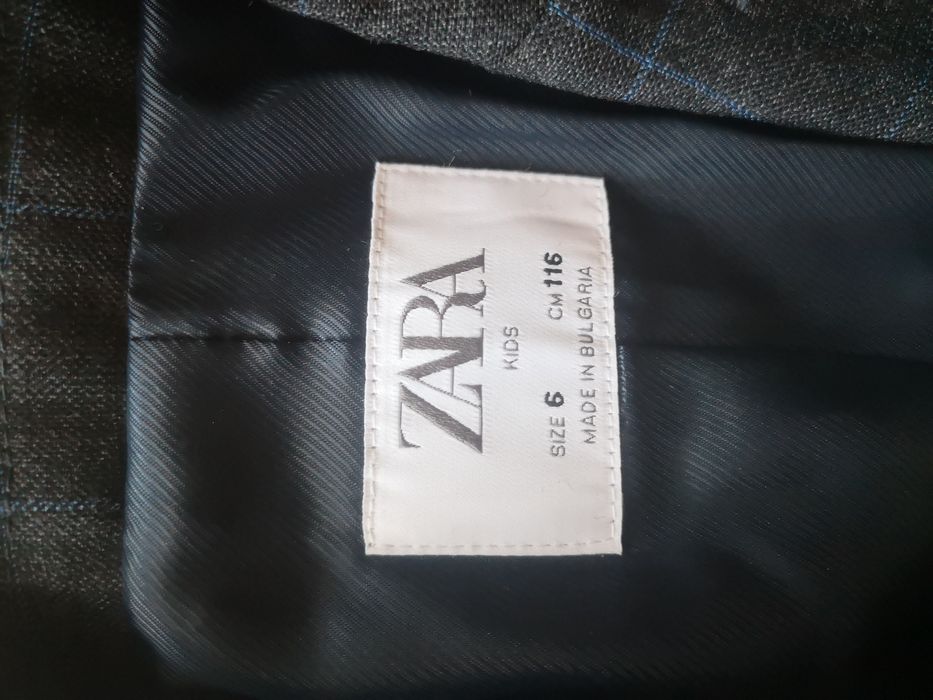 ZARA
KIDS
SIZE 6 CM 116
MADE IN BULGARIA